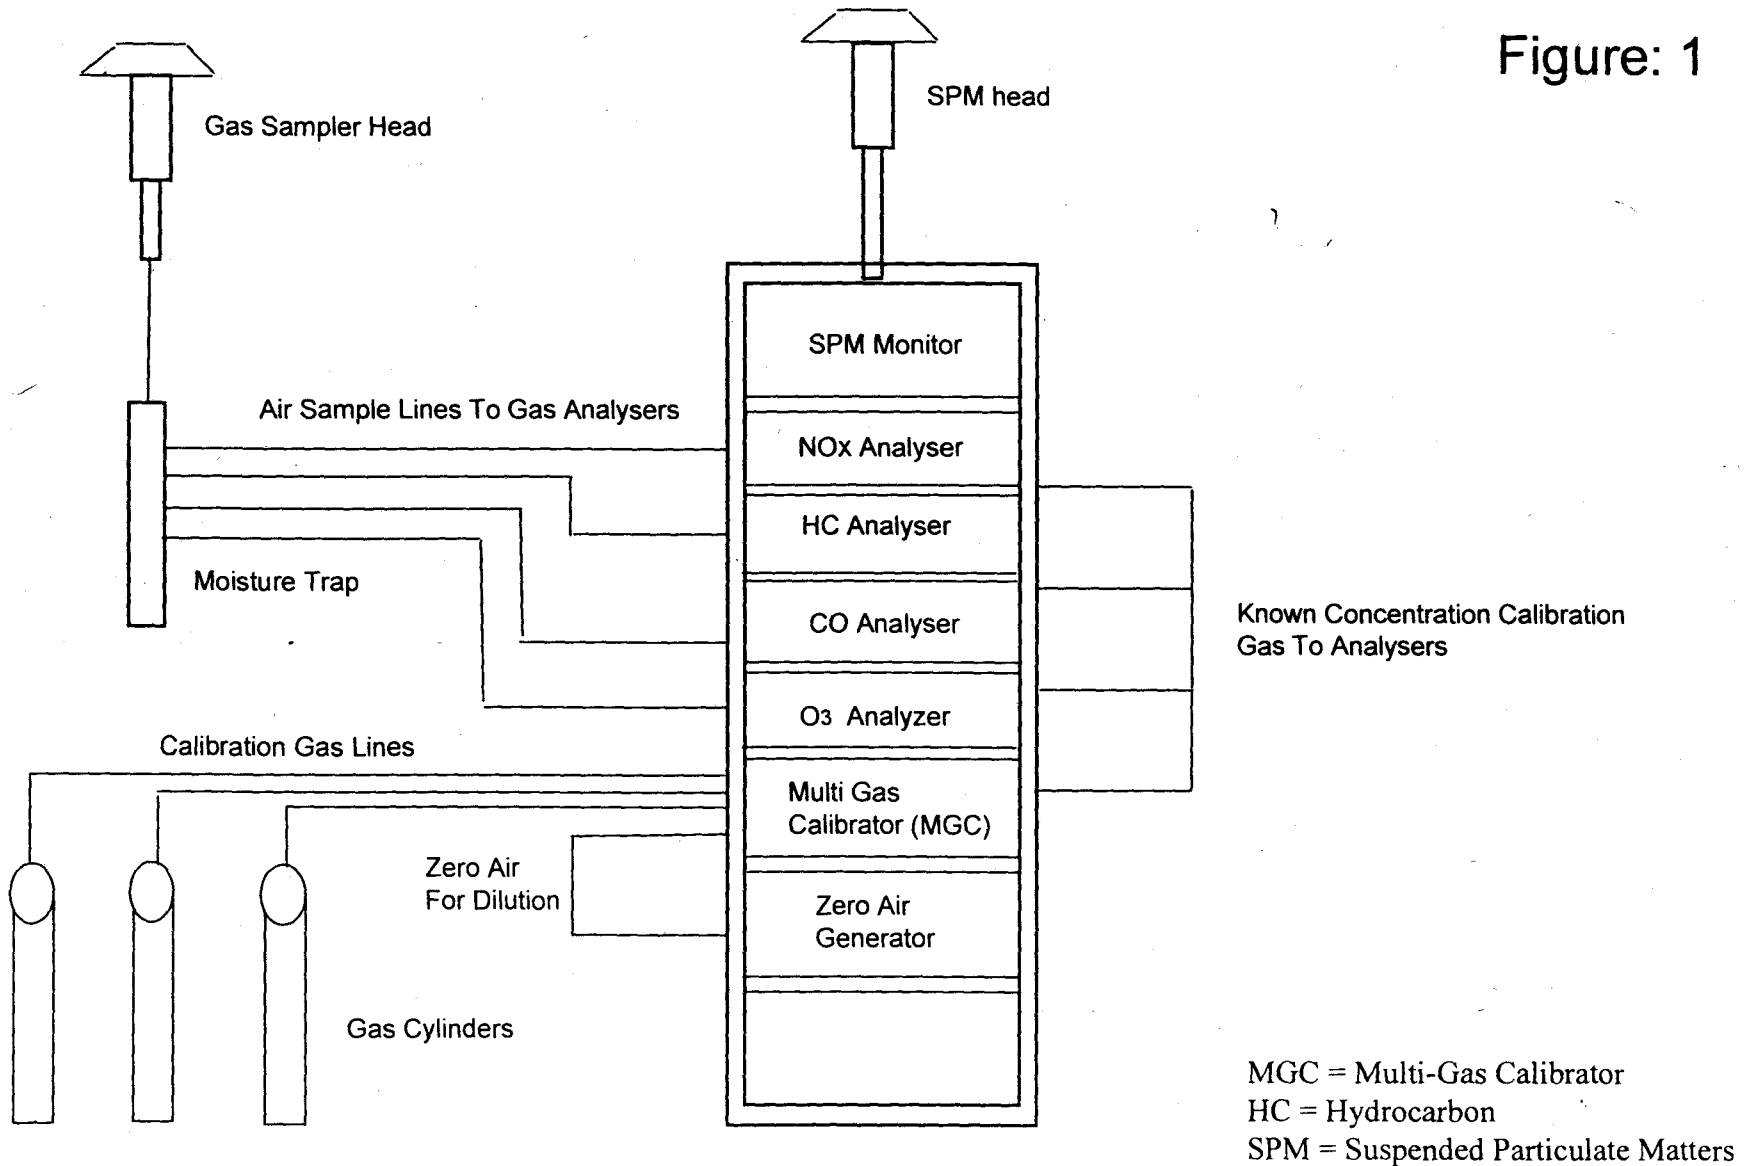 Figure: 1
SPM head
Gas Sampler Head
SPM Monitor
Air Sample Lines To Gas Analysers
NOx Analyser
HC Analyser
Moisture Trap
CO Analyser
Known Concentration Calibration
Gas To Analysers
O3 Analyzer
Calibration Gas Lines
Multi Gas
Calibrator (MGC)
Zero Air
For Dilution
Zero Air
Generator
Gas Cylinders
MGC = Multi-Gas Calibrator
HC = Hydrocarbon
SPM = Suspended Particulate Matters